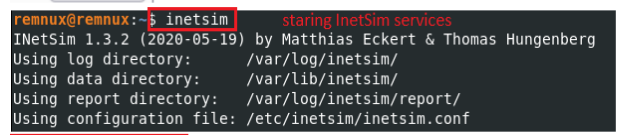 remnux@remnux:~$ inetsim staring InetSim services
INetSim 1.3.2 (2020-05-19) by Matthias Eckert & Thomas Hungenberg
Using log directory: /var/log/inetsim/
Using data directory: /var/lib/inetsim/
Using report directory: /var/log/inetsim/report/
Using configuration file: /etc/inetsim/inetsim.conf